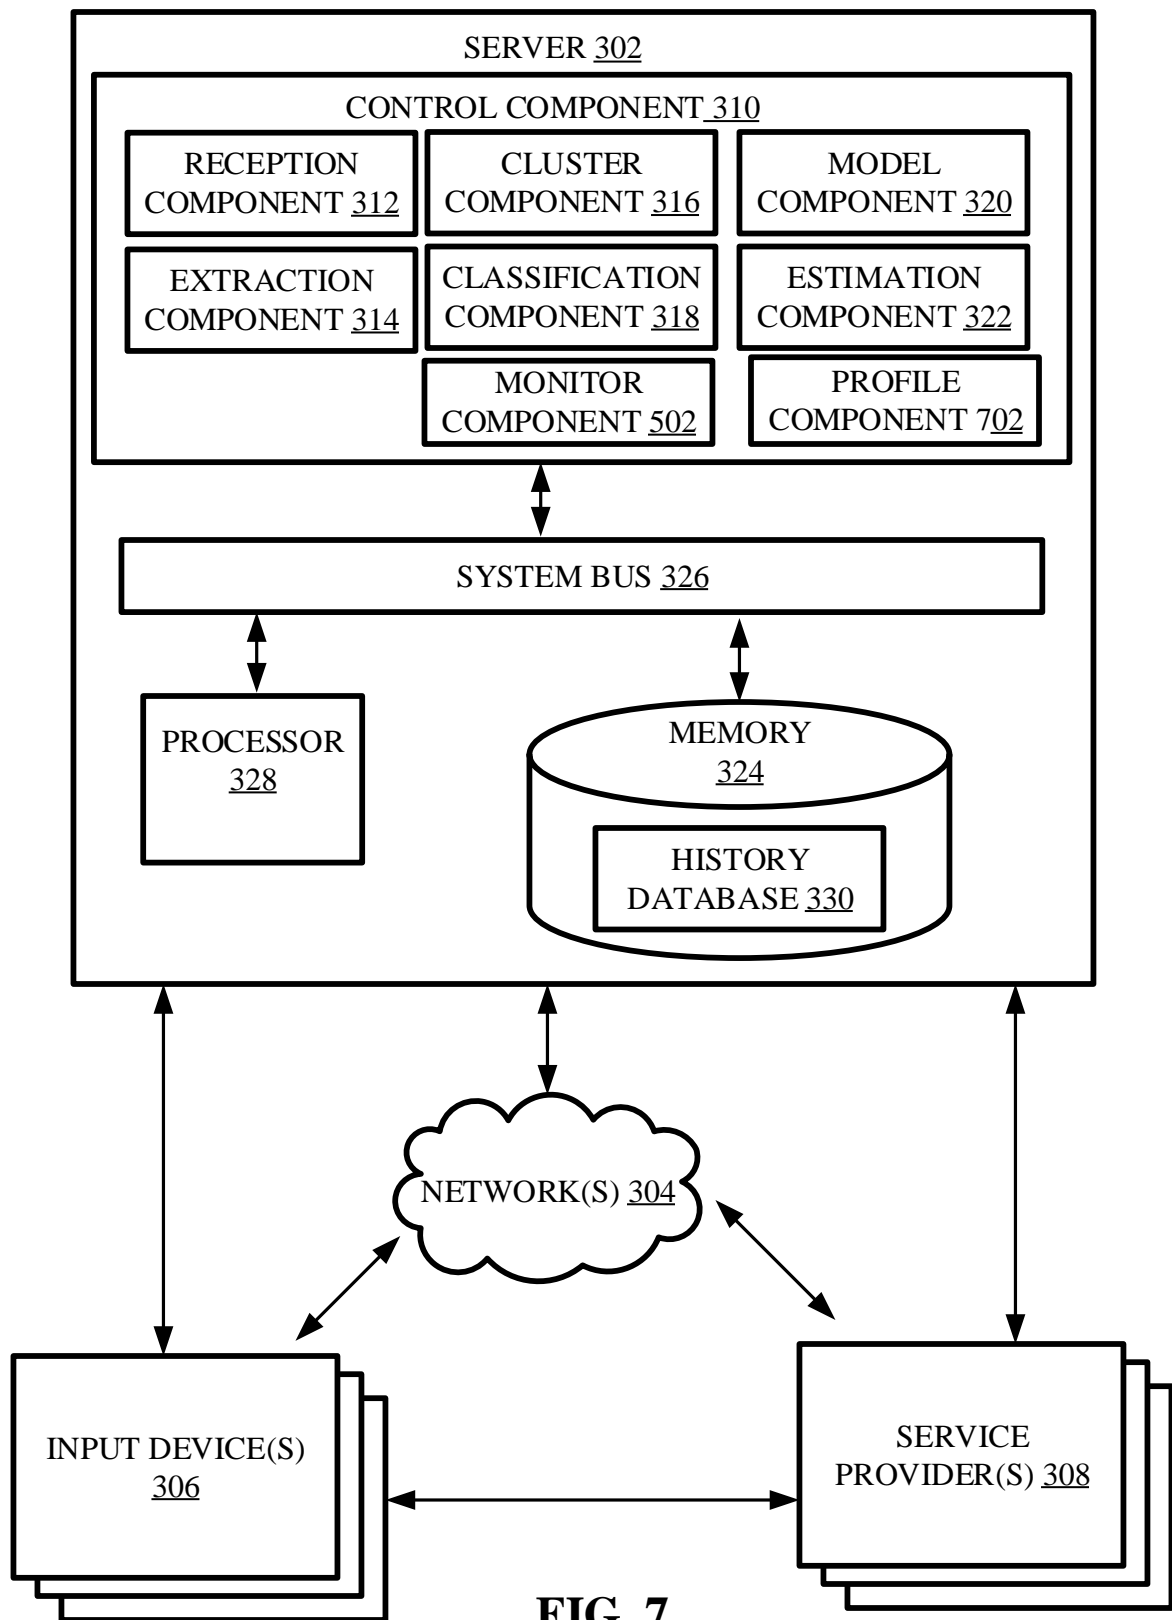 SERVER 302
CONTROL COMPONENT 310
RECEPTION
COMPONENT 312
CLUSTER
COMPONENT 316
MODEL
COMPONENT 320
EXTRACTION
COMPONENT 314
CLASSIFICATION
COMPONENT 318
ESTIMATION
COMPONENT 322
MONITOR
COMPONENT 502
PROFILE
COMPONENT 702
SYSTEM BUS 326
PROCESSOR
328
MEMORY
324
HISTORY
DATABASE 330
NETWORK(S) 304
INPUT DEVICE(S)
306
SERVICE
PROVIDER(S) 308
FIG. 7